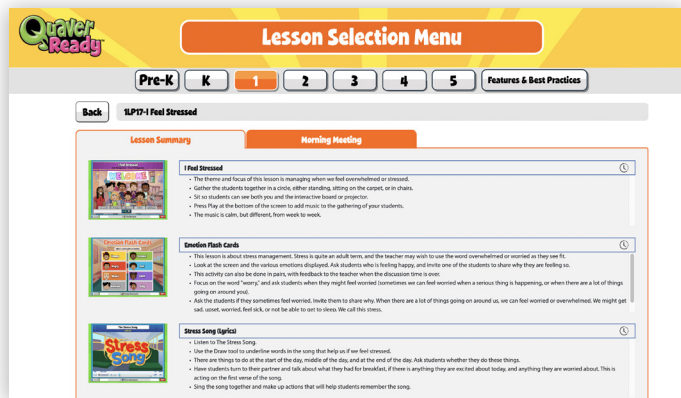 Quaver Ready
Lesson Selection Menu
Pre-K K 1 2 3 4 5 Features & Best Practices
Back 1LP17-I Feel Stressed
Lesson Summary Morning Meeting
I Feel Stressed
• The theme and focus of this lesson is managing when we feel overwhelmed or stressed.
• Gather the students together in a circle, either standing, sitting on the carpet, or in chairs.
• Sit so students can see both you and the interactive board or projector.
• Press Play at the bottom of the screen to add music to the gathering of your students.
• The music is calm, but different, from week to week.
WELCOME
Emotion Flash Cards
Emotion Flash Cards
• This lesson is about stress management. Stress is quite an adult term, and the teacher may wish to use the word overwhelmed or worried as they see fit.
• Look at the screen and the various emotions displayed. Ask students who is feeling happy, and invite one of the students to share why they are feeling so.
• This activity can also be done in pairs, with feedback to the teacher when the discussion time is ever.
• Focus on the word "worry," and ask students when they might feel worried (sometimes we can feel worried when a serious thing is happening, or when there are a lot of things
going on around you).
• Ask the students if they sometimes feel worried. Invite them to share why. When there are a lot of things going on around us, we can feel worried or overwhelmed. We might get
sad, upset, worried, feel sick, or not be able to get to sleep. We call this stress.
The Stress Song
Stress Song
Stress Song (Lyrics)
• Listen to The Stress Song.
• Use the Draw tool to underline words in the song that help us if we feel stressed.
• There are things to do at the start of the day, middle of the day, and at the end of the day. Ask students whether they do these things.
• Have students turn to their partner and talk about what they had for breakfast, if there is anything they are excited about today, and anything they are worried about. This is
acting on the first verse of the song.
• Sing the song together and make up actions that will help students remember the song.